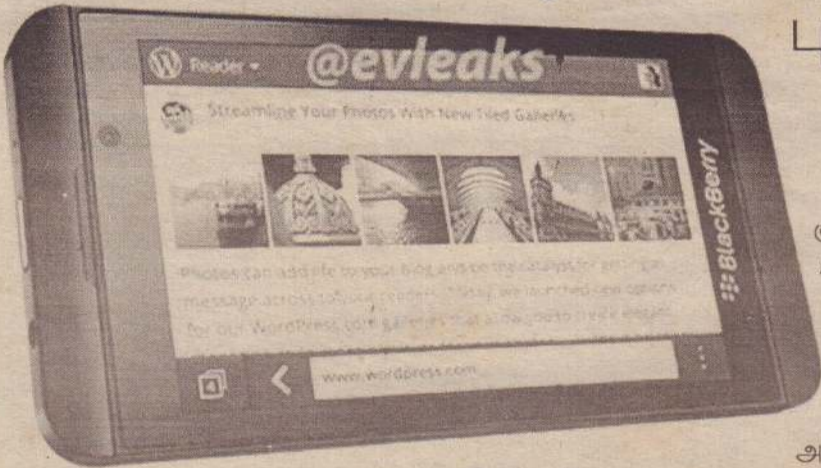 @evleaks
Reader
Streamline Your Photos With New Tiled Galleries
Photos can add life to your blog and be the catalyst for getting a
message across to your readers. Today we launched new options
for our WordPress.com galleries that allow you to create elegant
4
www.wordpress.com
BlackBerry